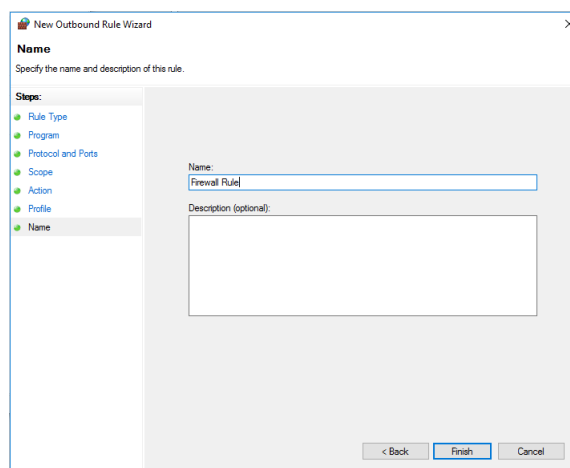 New Outbound Rule Wizard
Name
Specify the name and description of this rule.
Steps:
Rule Type
Program
Protocol and Ports
Scope
Action
Profile
Name
Name:
Firewall Rule
Description (optional):
< Back Finish Cancel